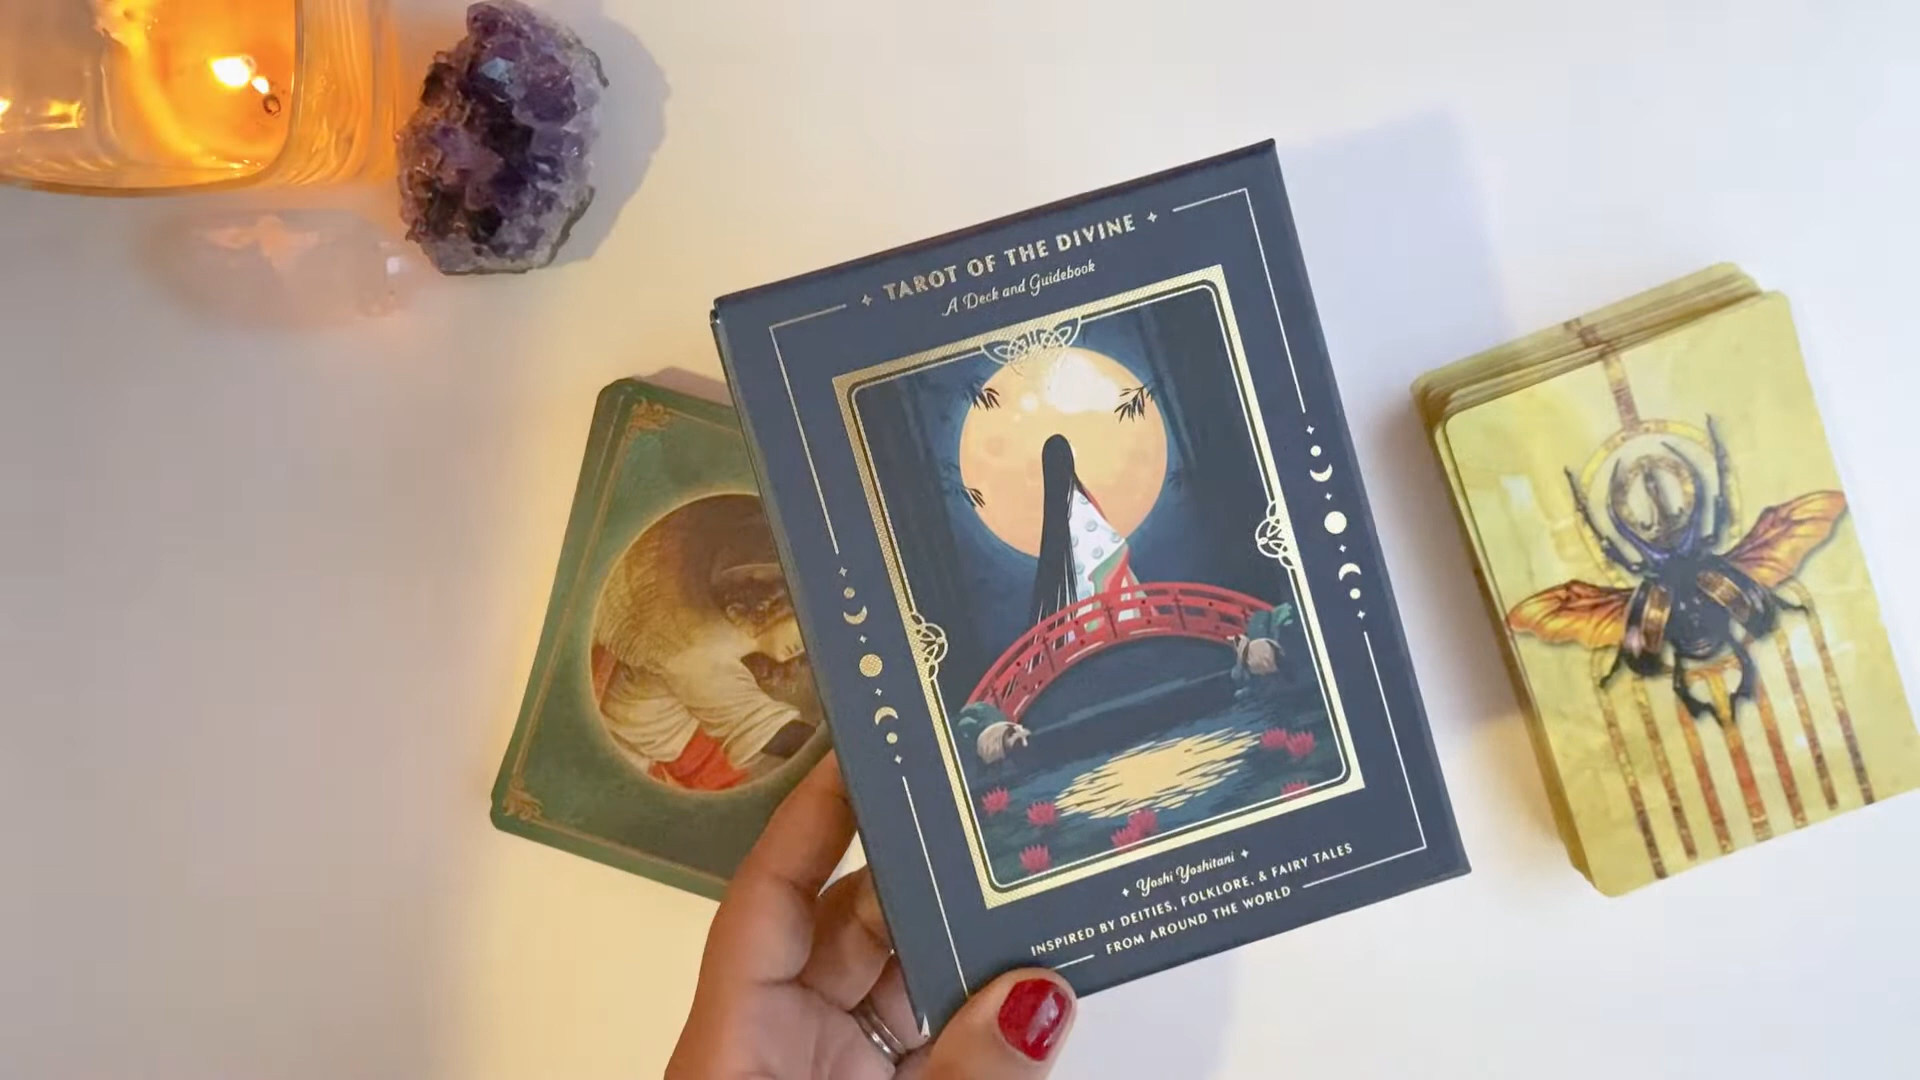 TAROT OF THE DIVINE
A Deck and Guidebook
Yoshi Yoshitani
INSPIRED BY DEITIES, FOLKLORE, & FAIRY TALES
FROM AROUND THE WORLD